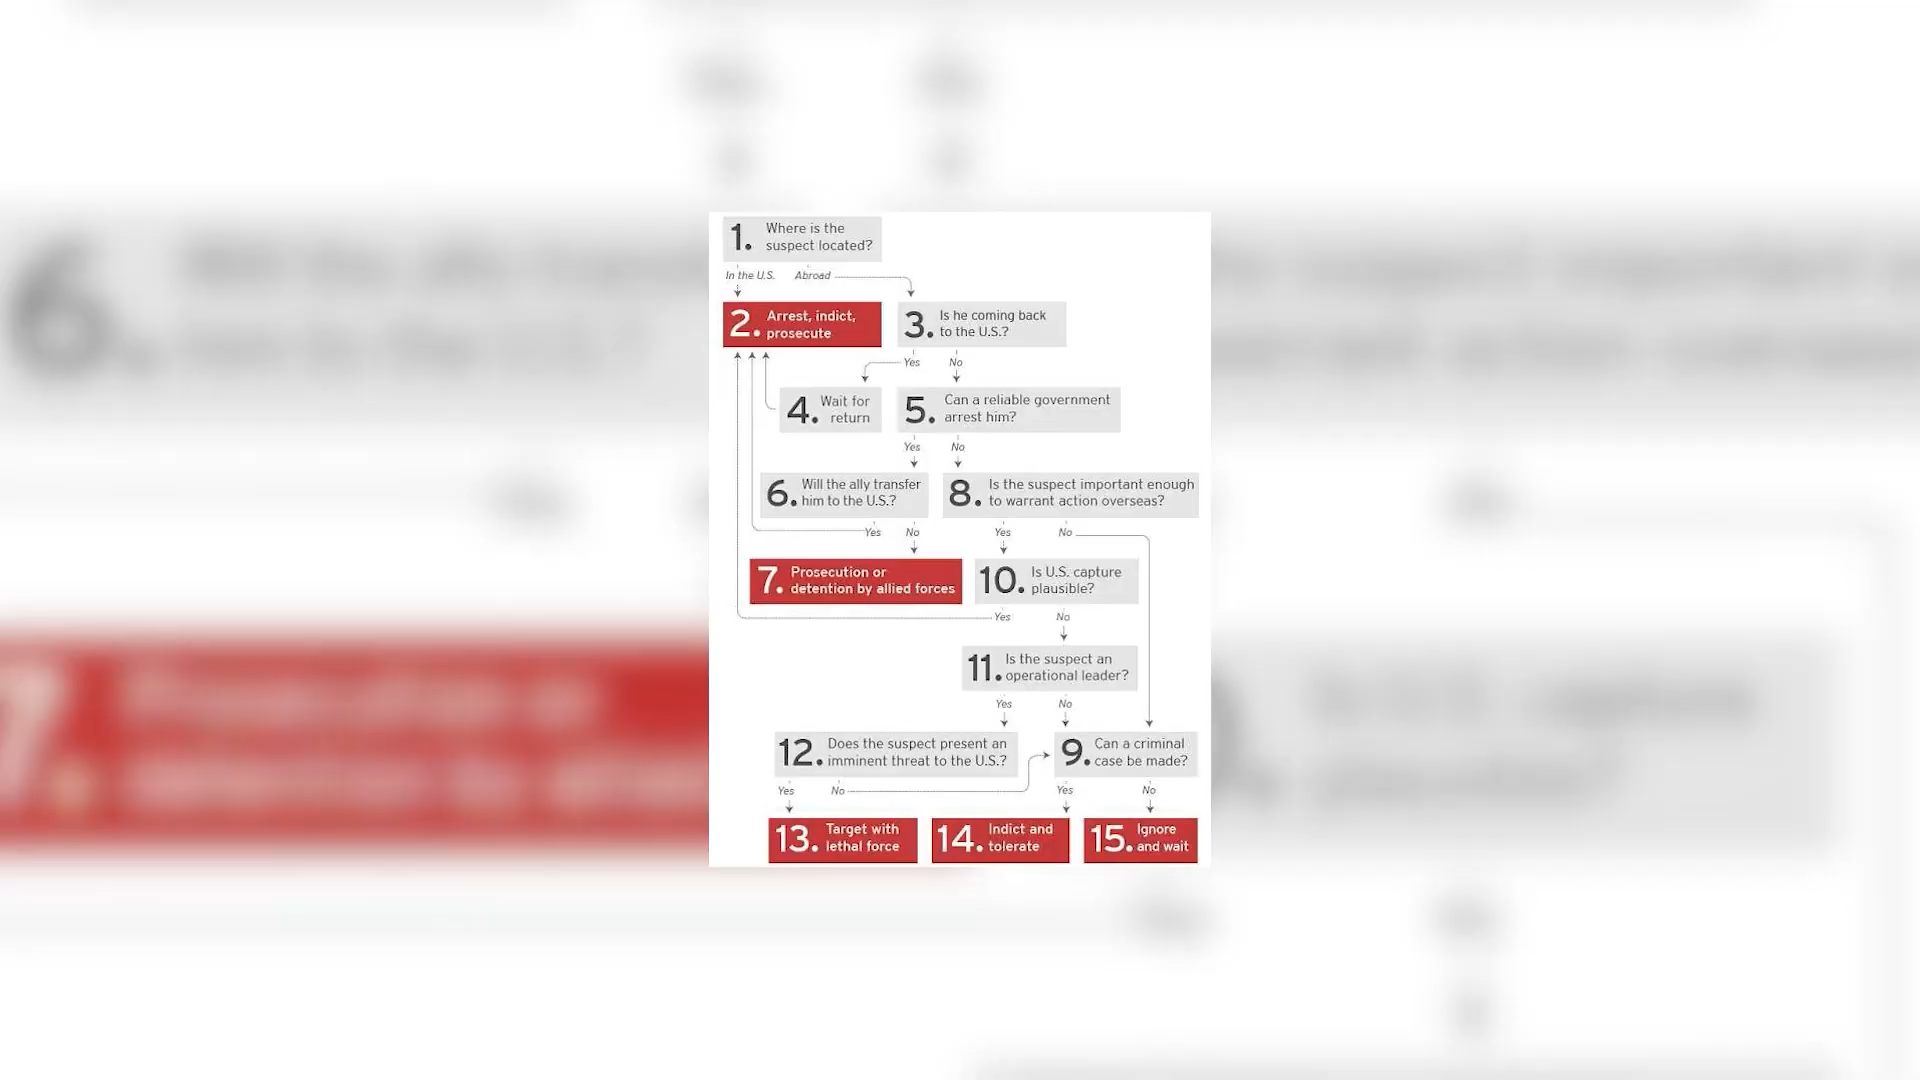 1. Where is the
suspect located?
In the U.S. Abroad
2. Arrest, indict,
prosecute
3. Is he coming back
to the U.S.?
Yes No
4. Wait for
return
5. Can a reliable government
arrest him?
Yes No
6. Will the ally transfer
him to the U.S.?
8. Is the suspect important enough
to warrant action overseas?
Yes No
Yes No
7. Prosecution or
detention by allied forces
10. Is U.S. capture
plausible?
Yes No
11. Is the suspect an
operational leader?
Yes No
12. Does the suspect present an
imminent threat to the U.S.?
9. Can a criminal
case be made?
Yes No
Yes No
13. Target with
lethal force
14. Indict and
tolerate
15. Ignore
and wait